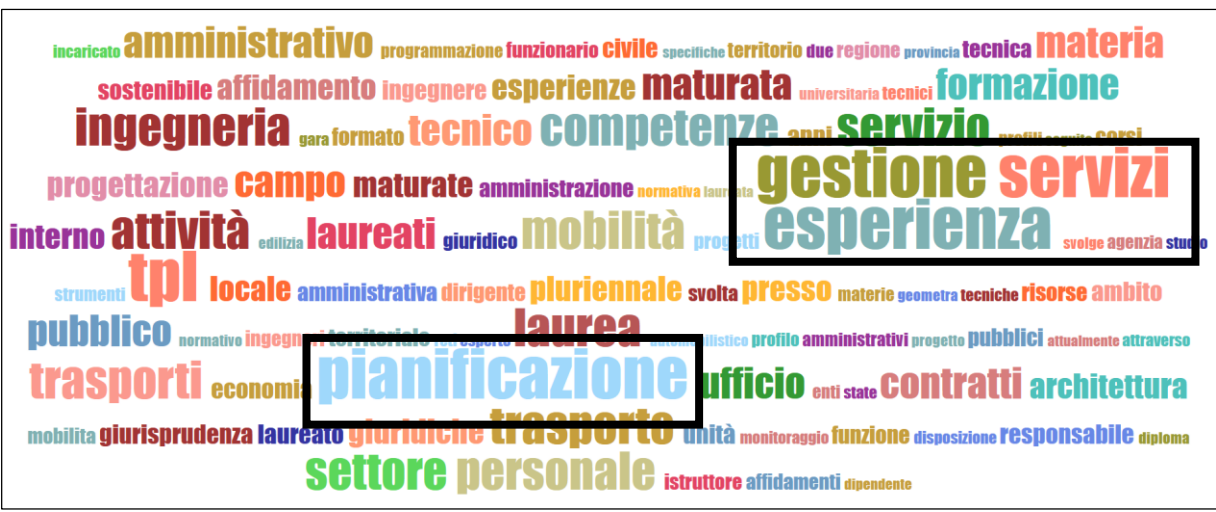 incaricato amministrativo programmazione funzionario civile specifiche territorio due regione provincia tecnica materia
sostenibile affidamento ingegnere esperienze maturata universitaria tecnici formazione
ingegneria gara formato tecnico competenze anni servizio profili seguito corsi
progettazione campo maturate amministrazione normativa laureata gestione servizi
interno attività edilizia laureati giuridico mobilità progetti esperienza svolge agenzia studio
strumenti tpl locale amministrativa dirigente pluriennale svolta presso materie geometra tecniche risorse ambito
pubblico normativo ingegneri territoriale esperto laurea profilo amministrativi progetto pubblici attualmente attraverso
trasporti economia pianificazione ufficio enti state contratti architettura
mobilita giurisprudenza laureato giuridiche trasporto unità monitoraggio funzione disposizione responsabile diploma
settore personale istruttore affidamenti dipendente